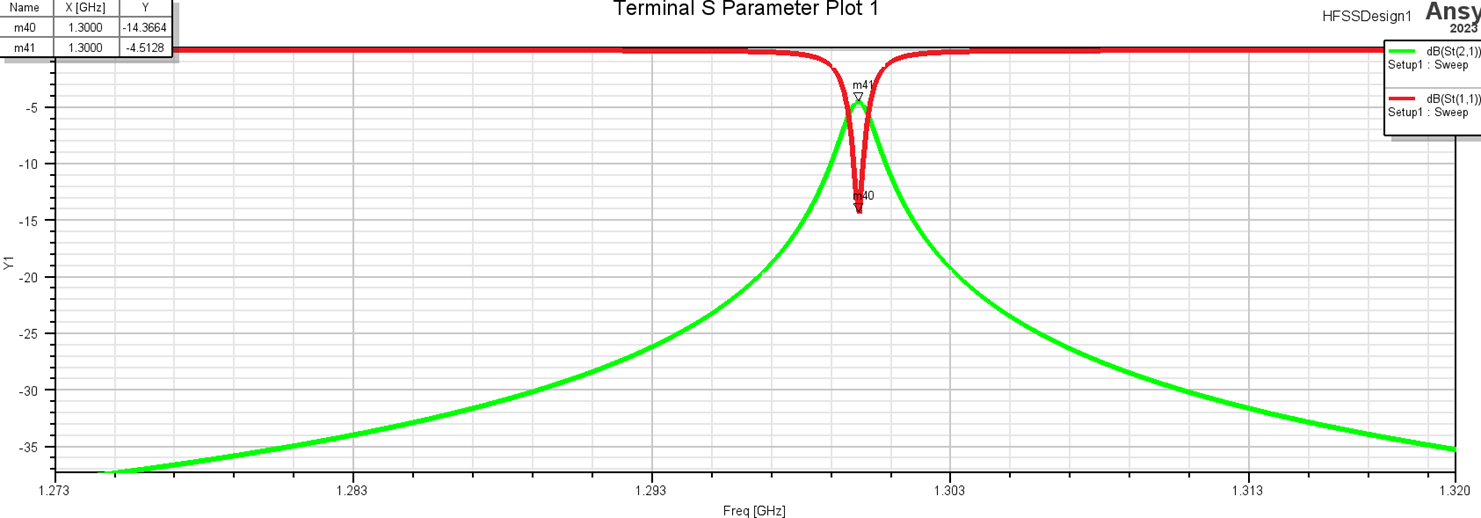 Terminal S Parameter Plot 1
HFSSDesign1
Ansy
2023
Name X [GHz] Y
m40 1.3000 -14.3664
m41 1.3000 -4.5128
dB(St(2,1))
Setup1 : Sweep
dB(St(1,1))
Setup1 : Sweep
m41
m40
Y1
-5
-10
-15
-20
-25
-30
-35
1.273 1.283 1.293 1.303 1.313 1.320
Freq [GHz]